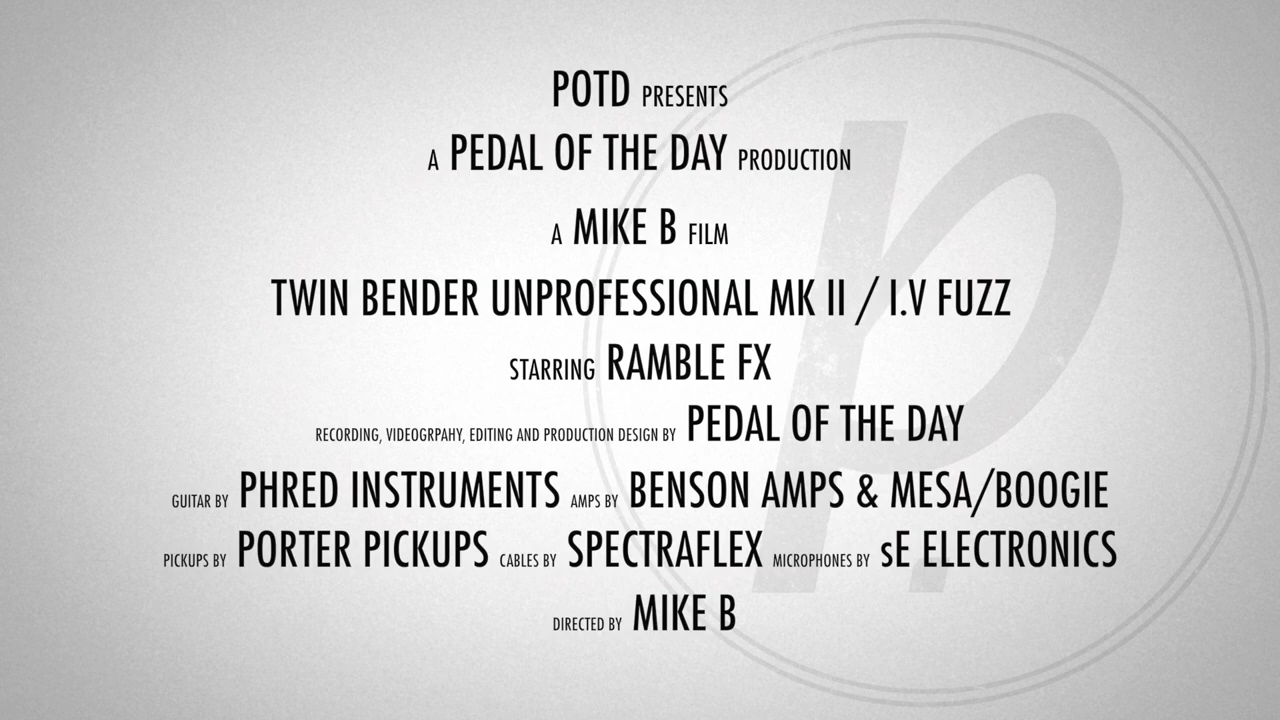 POTD PRESENTS
A PEDAL OF THE DAY PRODUCTION
A MIKE B FILM
TWIN BENDER UNPROFESSIONAL MK II / I.V FUZZ
STARRING RAMBLE FX
RECORDING, VIDEOGRPAHY, EDITING AND PRODUCTION DESIGN BY PEDAL OF THE DAY
GUITAR BY PHRED INSTRUMENTS AMPS BY BENSON AMPS & MESA/BOOGIE
PICKUPS BY PORTER PICKUPS CABLES BY SPECTRAFLEX MICROPHONES BY sE ELECTRONICS
DIRECTED BY MIKE B